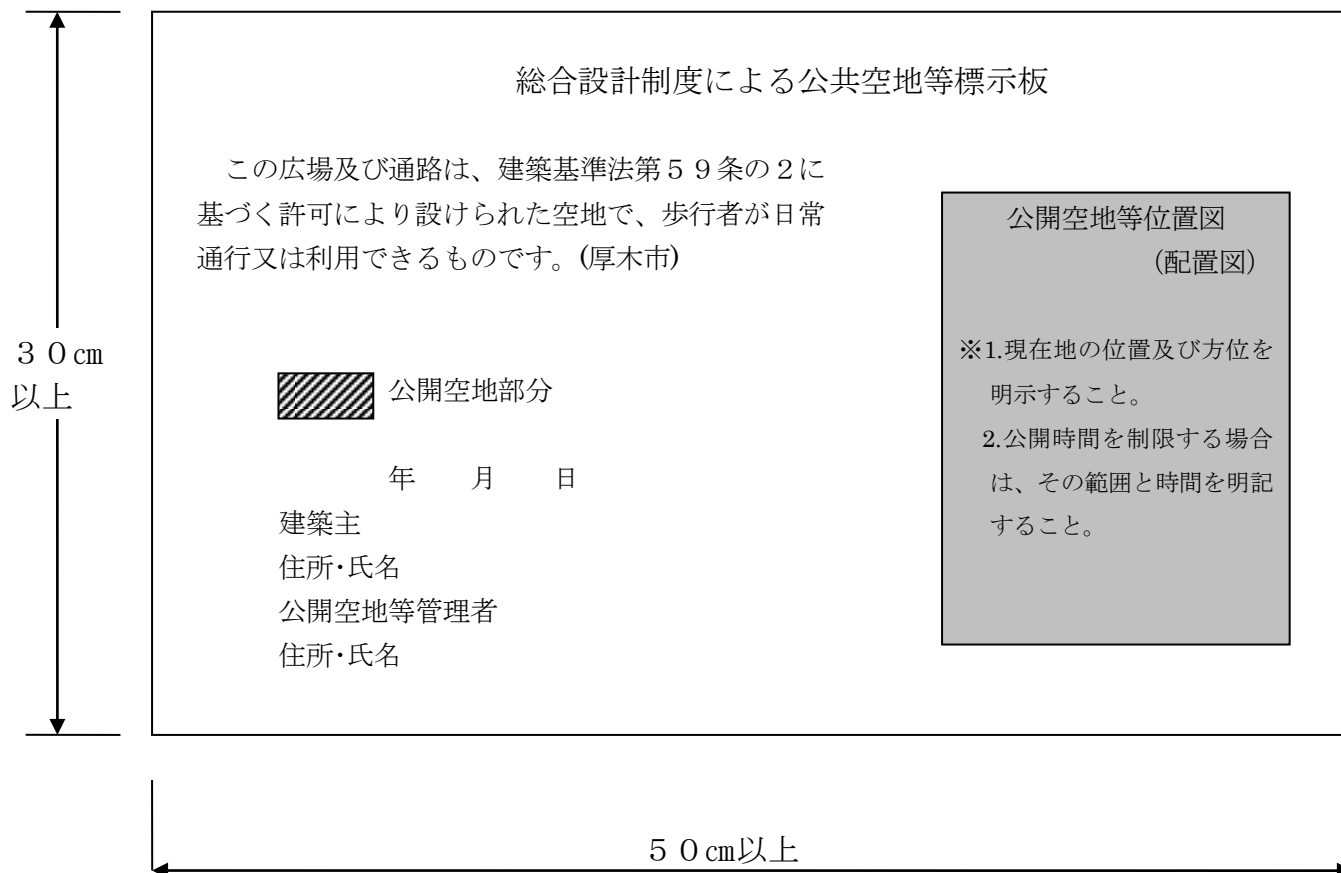 総合設計制度による公共空地等標示板
この広場及び通路は、建築基準法第５９条の２に
基づく許可により設けられた空地で、歩行者が日常
通行又は利用できるものです。(厚木市)
公開空地部分
年　　月　　日
建築主
住所・氏名
公開空地等管理者
住所・氏名
公開空地等位置図
（配置図）
※1.現在地の位置及び方位を
明示すること。
2.公開時間を制限する場合
は、その範囲と時間を明記
すること。
３０㎝
以上
５０㎝以上